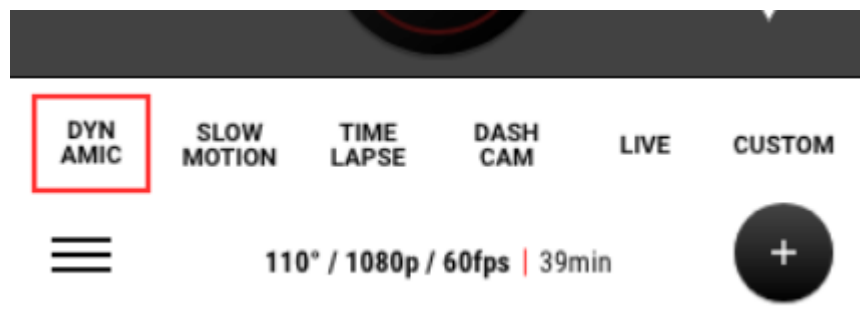 DYN
AMIC
SLOW
MOTION
TIME
LAPSE
DASH
CAM
LIVE
CUSTOM
110° / 1080p / 60fps | 39min
+